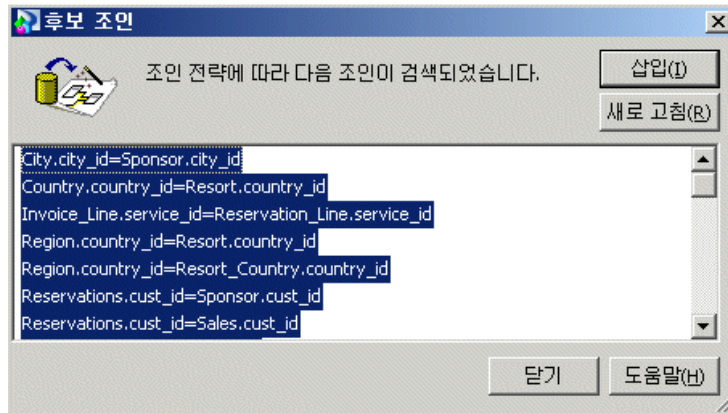 후보 조인
조인 전략에 따라 다음 조인이 검색되었습니다.
삽입(I)
새로 고침(R)
City.city_id=Sponsor.city_id
Country.country_id=Resort.country_id
Invoice_Line.service_id=Reservation_Line.service_id
Region.country_id=Resort.country_id
Region.country_id=Resort_Country.country_id
Reservations.cust_id=Sponsor.cust_id
Reservations.cust_id=Sales.cust_id
닫기
도움말(H)